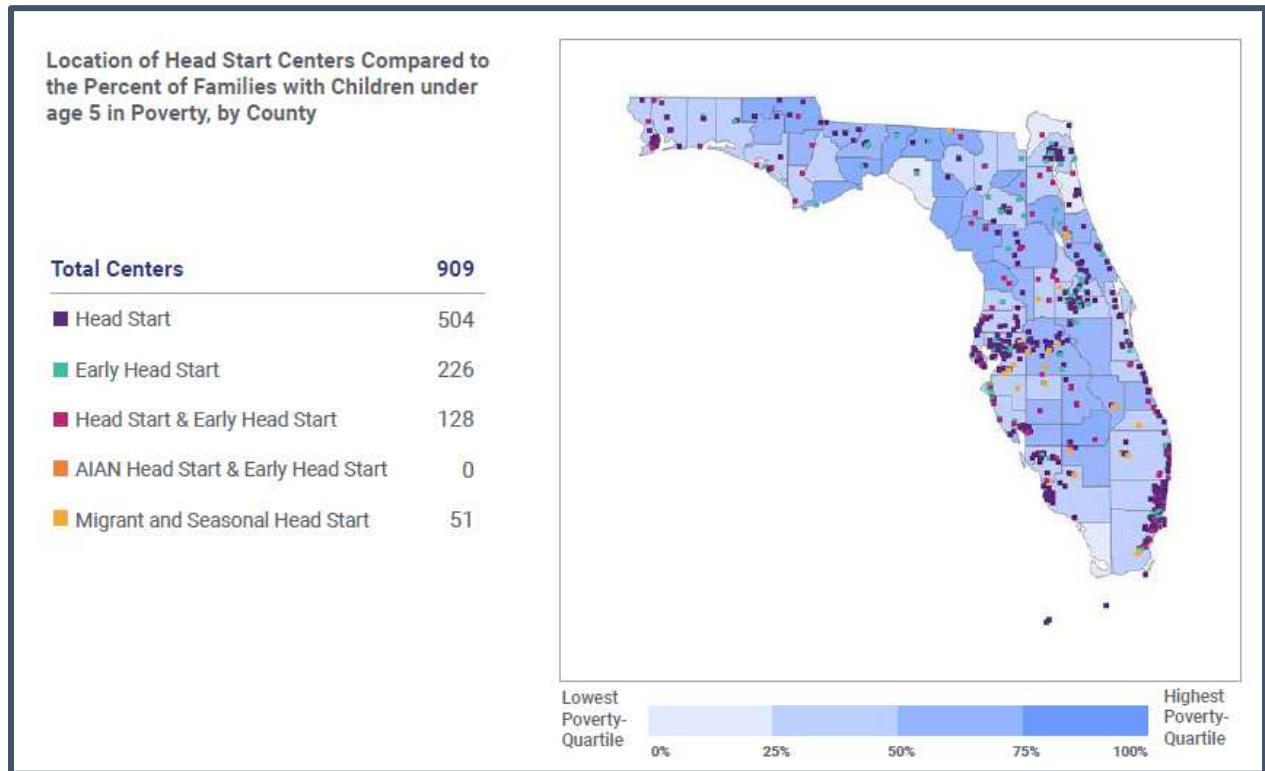 Location of Head Start Centers Compared to
the Percent of Families with Children under
age 5 in Poverty, by County
Total Centers 909
Head Start 504
Early Head Start 226
Head Start & Early Head Start 128
AIAN Head Start & Early Head Start 0
Migrant and Seasonal Head Start 51
Lowest
Poverty-
Quartile
0% 25% 50% 75% 100%
Highest
Poverty-
Quartile